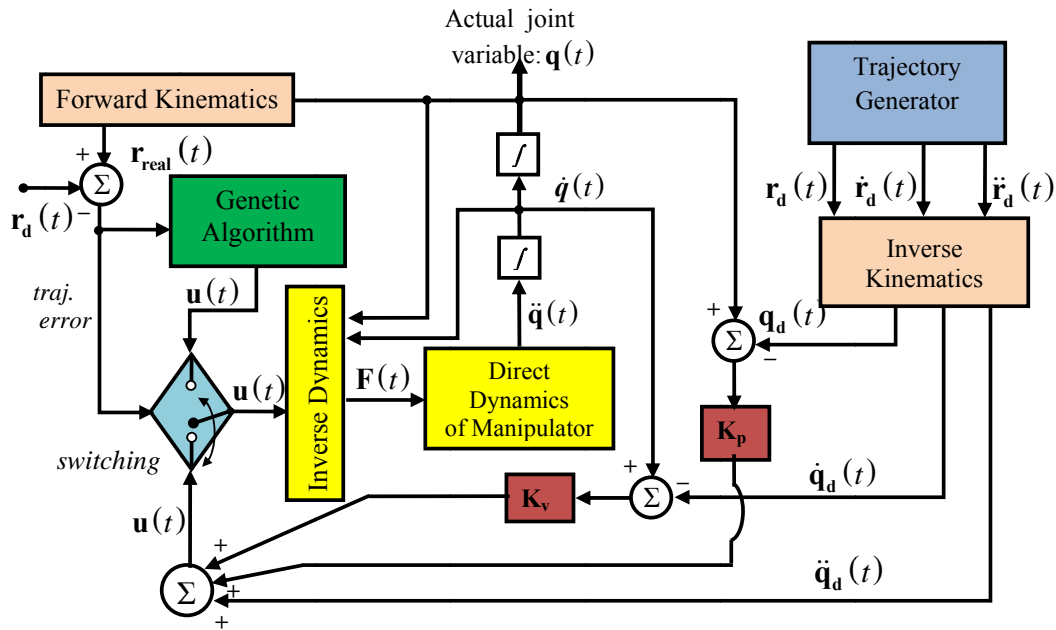 Actual joint
variable: q(t)
Trajectory
Generator
Forward Kinematics
+
r_real(t)
Σ
r_d(t)
−
∫
q̇(t)
r_d(t)
ṙ_d(t)
r̈_d(t)
Genetic
Algorithm
Inverse
Kinematics
∫
traj.
error
u(t)
q̈(t)
+
q_d(t)
Σ
−
Inverse Dynamics
F(t)
Direct
Dynamics
of Manipulator
u(t)
K_p
switching
+
−
q̇_d(t)
K_v
Σ
u(t)
+
q̈_d(t)
Σ
+
+